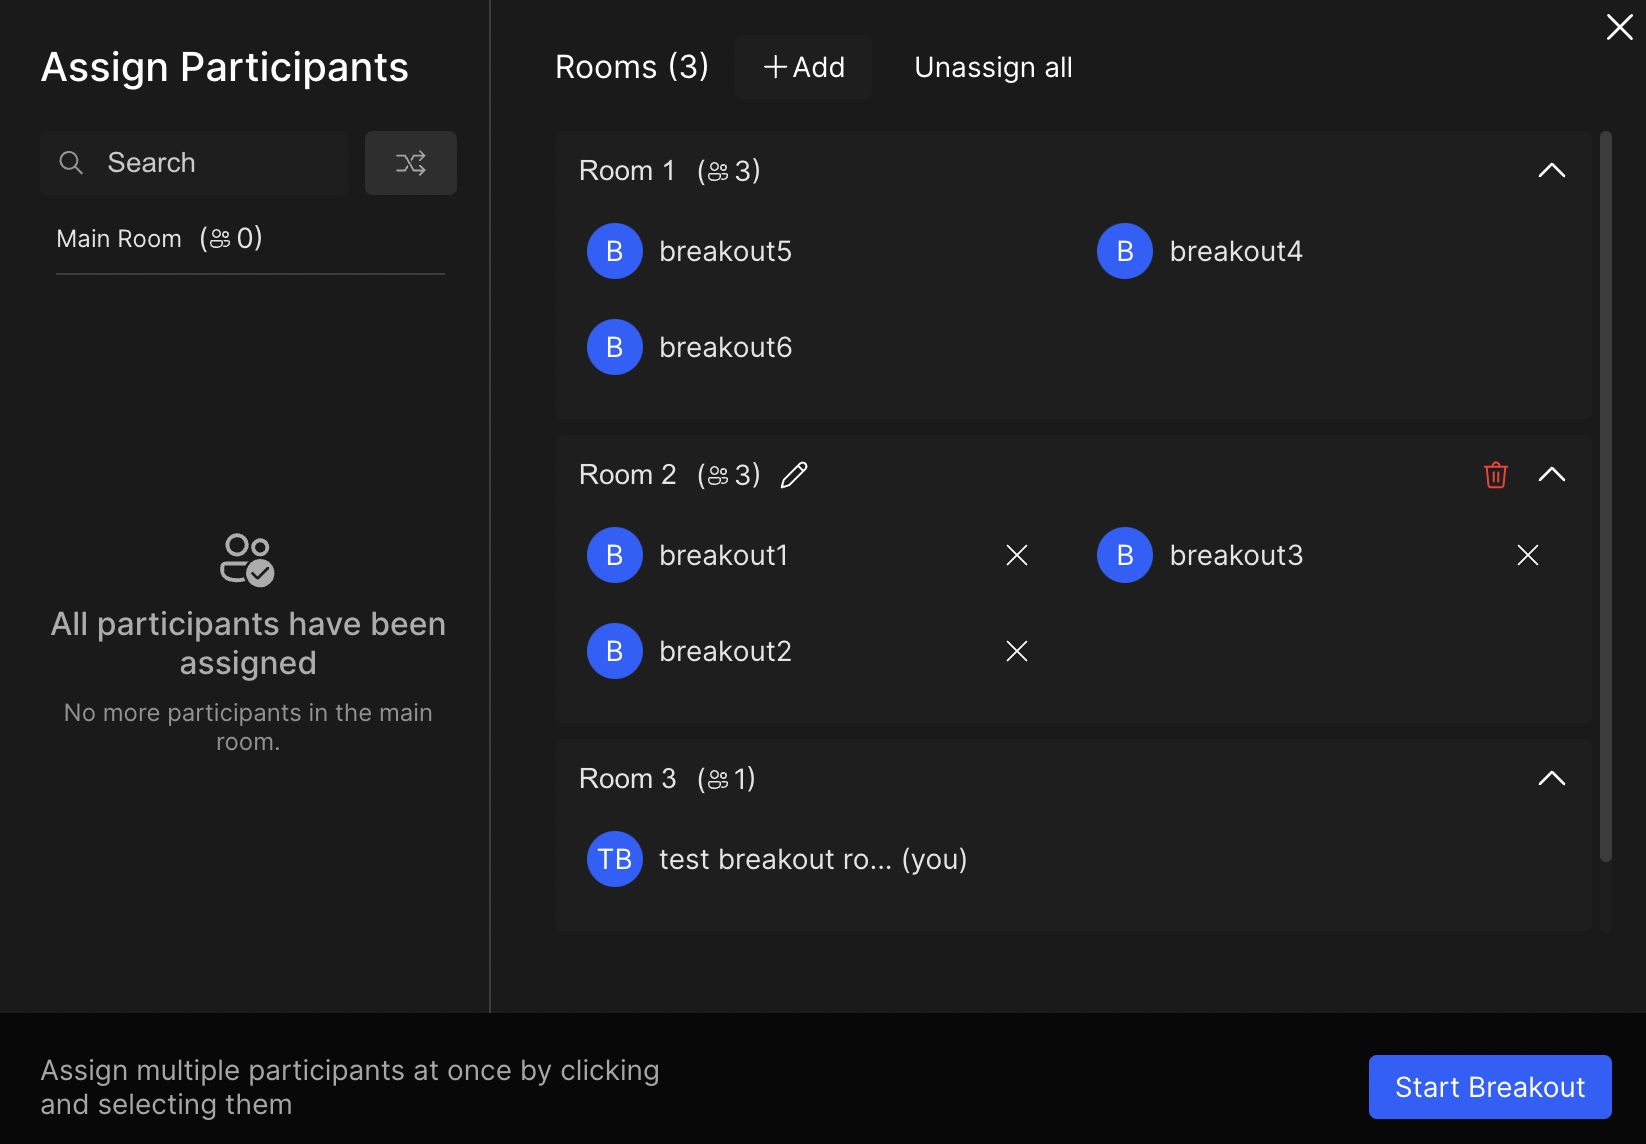 Assign Participants
Search
Main Room (0)
All participants have been
assigned
No more participants in the main
room.
Rooms (3) +Add Unassign all
Room 1 (3)
B breakout5 B breakout4
B breakout6
Room 2 (3)
B breakout1 B breakout3
B breakout2
Room 3 (1)
TB test breakout ro... (you)
Assign multiple participants at once by clicking
and selecting them
Start Breakout